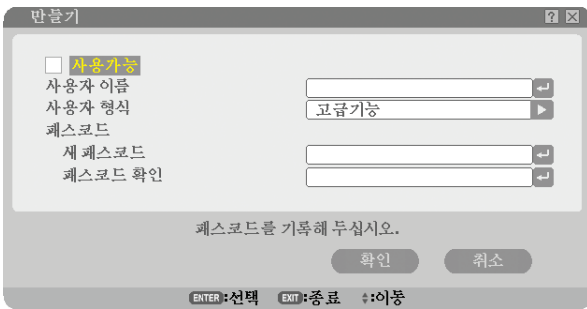 만들기
사용가능
사용자 이름
사용자 형식 고급기능
패스코드
새 패스코드
패스코드 확인
패스코드를 기록해 두십시오.
확인 취소
ENTER:선택 EXIT:종료 :이동